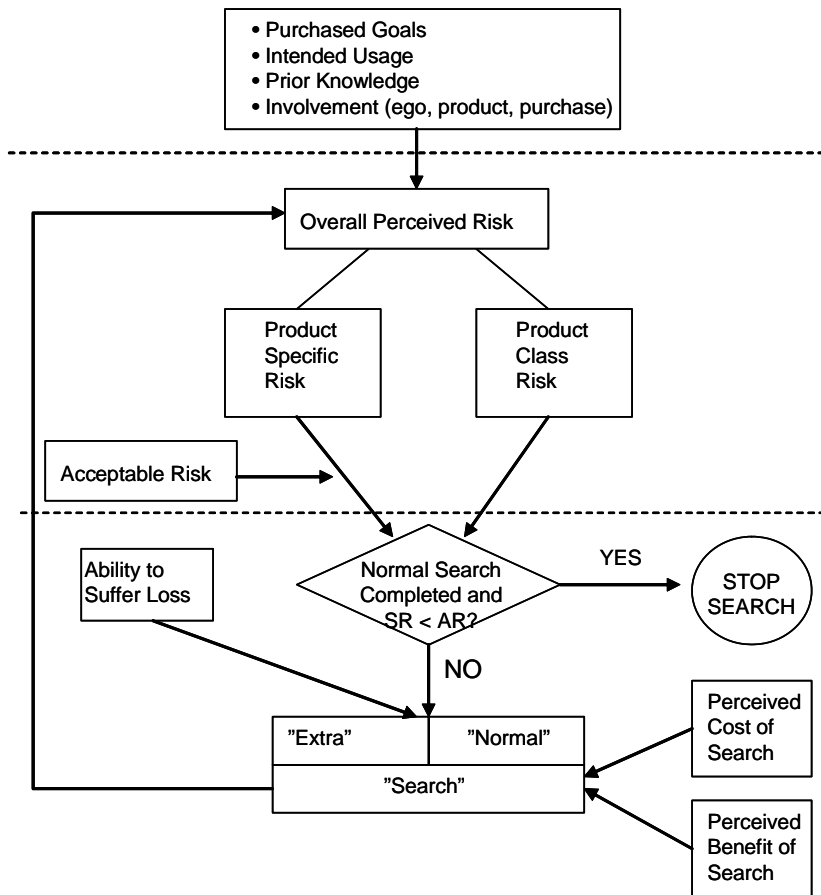 • Purchased Goals
• Intended Usage
• Prior Knowledge
• Involvement (ego, product, purchase)
Overall Perceived Risk
Product
Specific
Risk
Product
Class
Risk
Acceptable Risk
Ability to
Suffer Loss
Normal Search
Completed and
SR < AR?
YES
STOP
SEARCH
NO
”Extra”
”Normal”
”Search”
Perceived
Cost of
Search
Perceived
Benefit of
Search